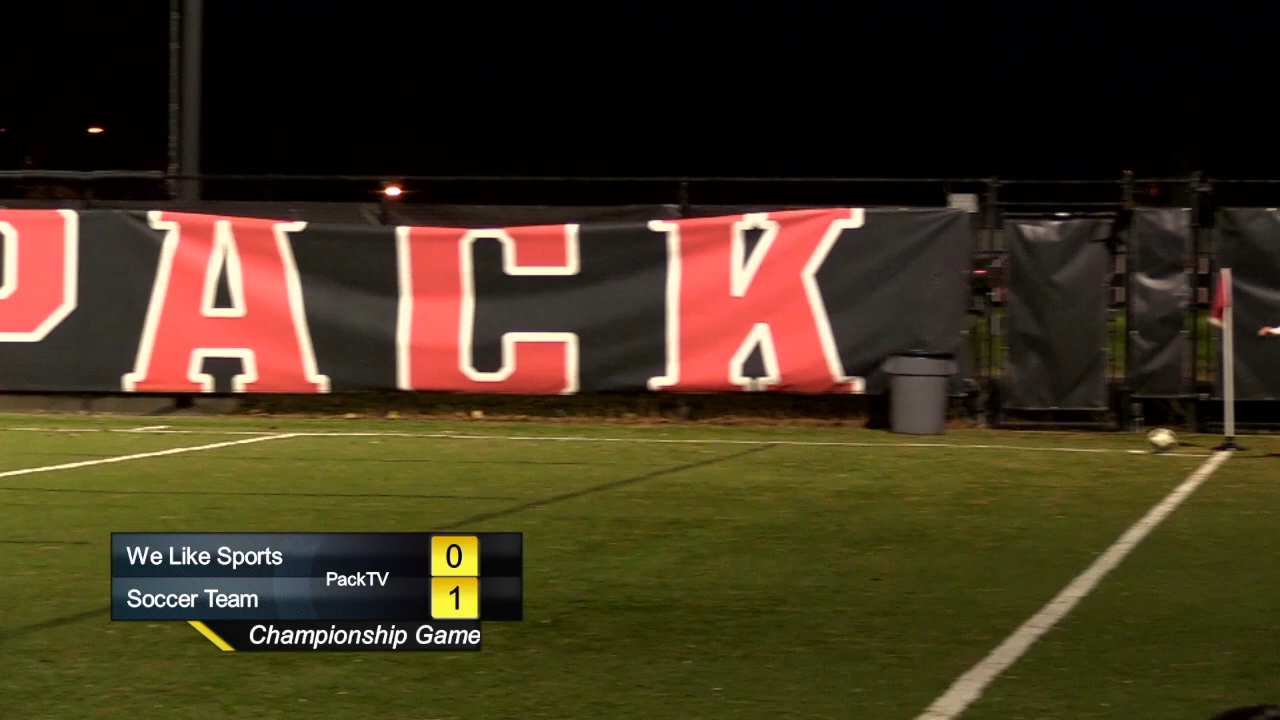 PACK
We Like Sports 0
PackTV
Soccer Team 1
Championship Game